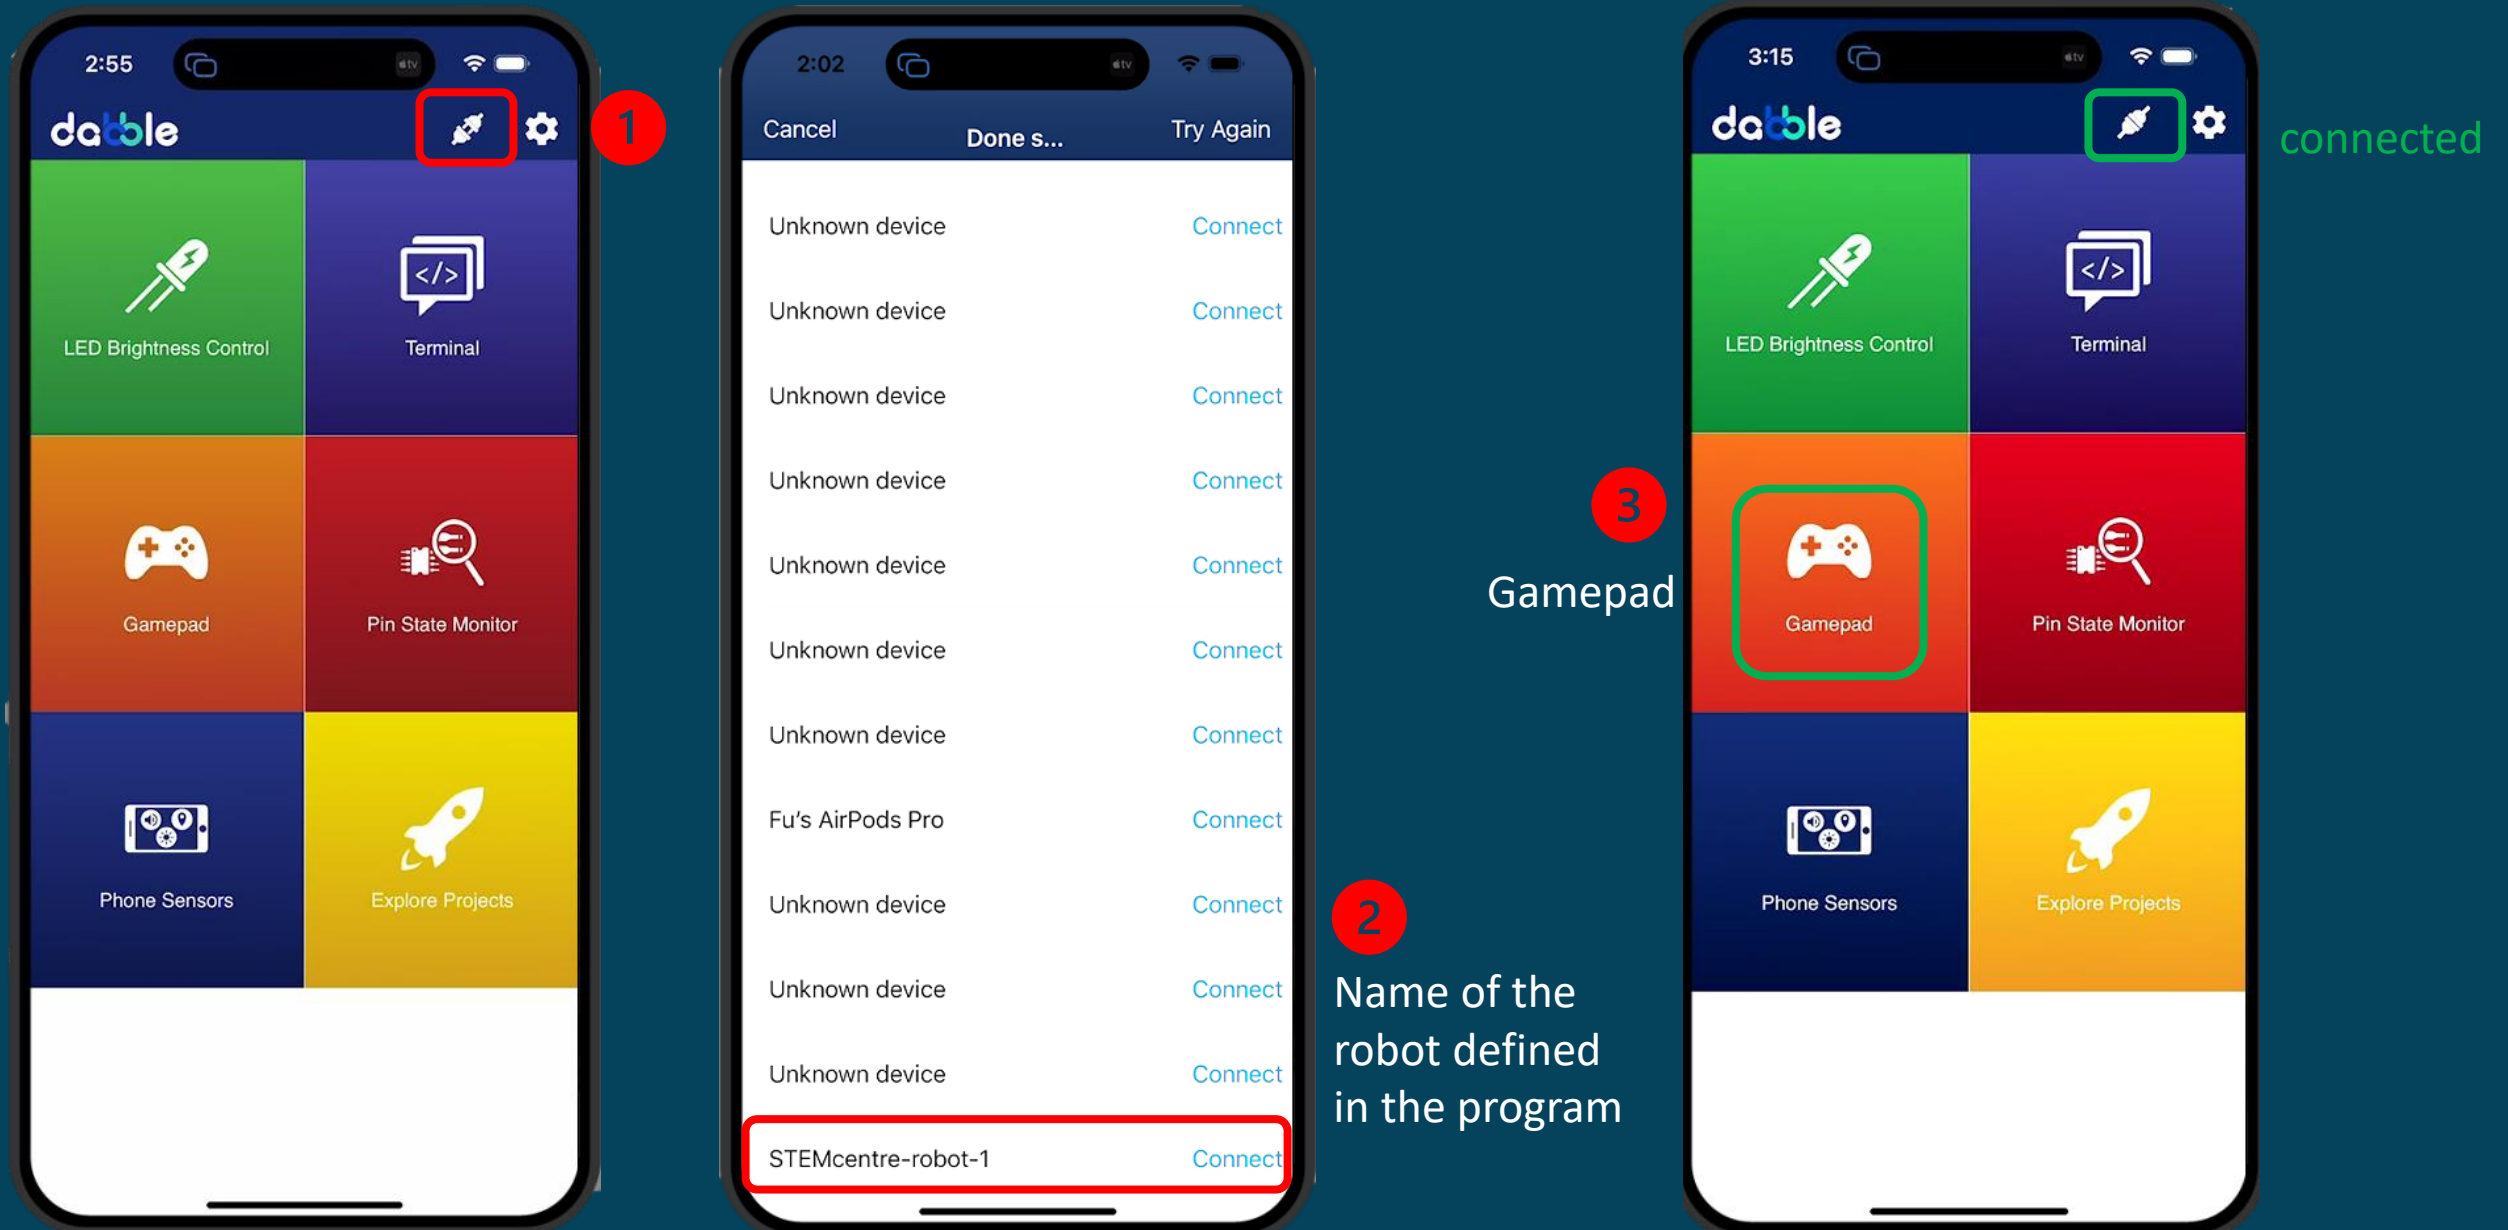 2:55
tv
dabble
1
LED Brightness Control
</>
Terminal
Gamepad
Pin State Monitor
Phone Sensors
Explore Projects
2:02
tv
Cancel
Done s...
Try Again
Unknown device Connect
Unknown device Connect
Unknown device Connect
Unknown device Connect
Unknown device Connect
Unknown device Connect
Unknown device Connect
Fu's AirPods Pro Connect
Unknown device Connect
Unknown device Connect
Unknown device Connect
STEMcentre-robot-1 Connect
2
Name of the
robot defined
in the program
3
Gamepad
3:15
tv
dabble
connected
LED Brightness Control
</>
Terminal
Gamepad
Pin State Monitor
Phone Sensors
Explore Projects